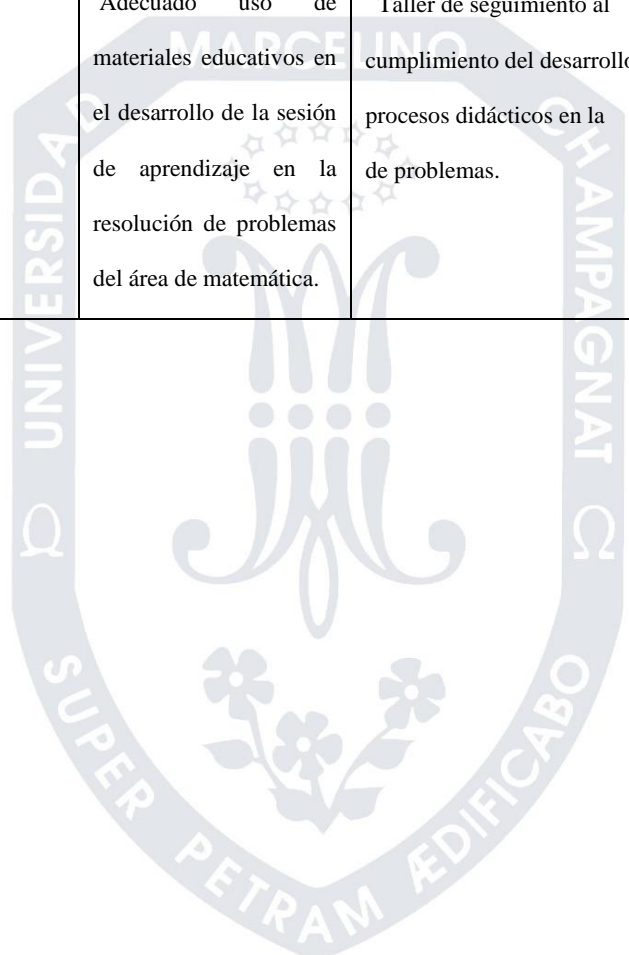 Adecuado uso de
materiales educativos en
el desarrollo de la sesión
de aprendizaje en la
resolución de problemas
del área de matemática.
Taller de seguimiento al
cumplimiento del desarrollo
procesos didácticos en la
de problemas.
UNIVERSIDAD MARCELINO CHAMPAGNAT
SUPER PETRAM ÆDIFICABO